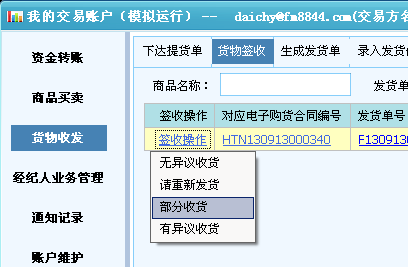 我的交易账户（模拟运行） -- daichy@fm8844.com(交易方名
资金转账
商品买卖
货物收发
经纪人业务管理
通知记录
账户维护
下达提货单 货物签收 生成发货单 录入发货信
商品名称： 发货单
签收操作 对应电子购货合同编号 发货单号
签收操作 HTN130913000340 F130913
无异议收货
请重新发货
部分收货
有异议收货